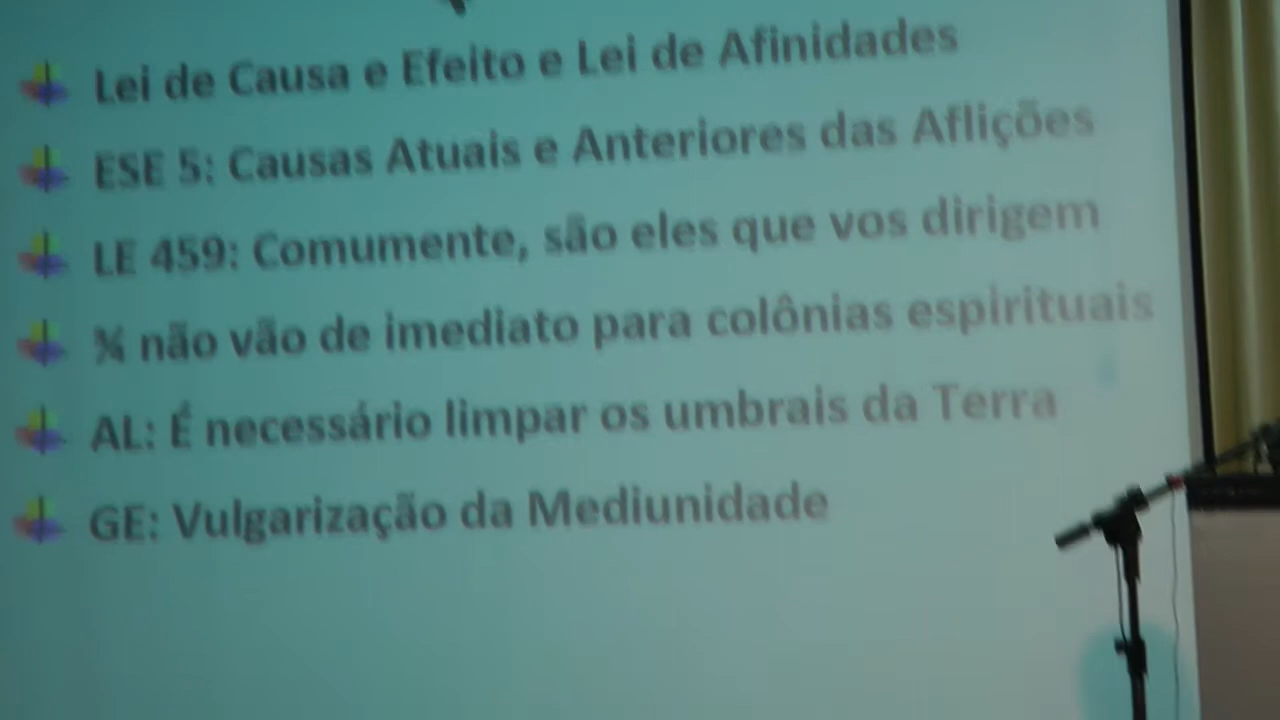 Lei de Causa e Efeito e Lei de Afinidades
ESE 5: Causas Atuais e Anteriores das Aflições
LE 459: Comumente, são eles que vos dirigem
¾ não vão de imediato para colônias espirituais
AL: É necessário limpar os umbrais da Terra
GE: Vulgarização da Mediunidade